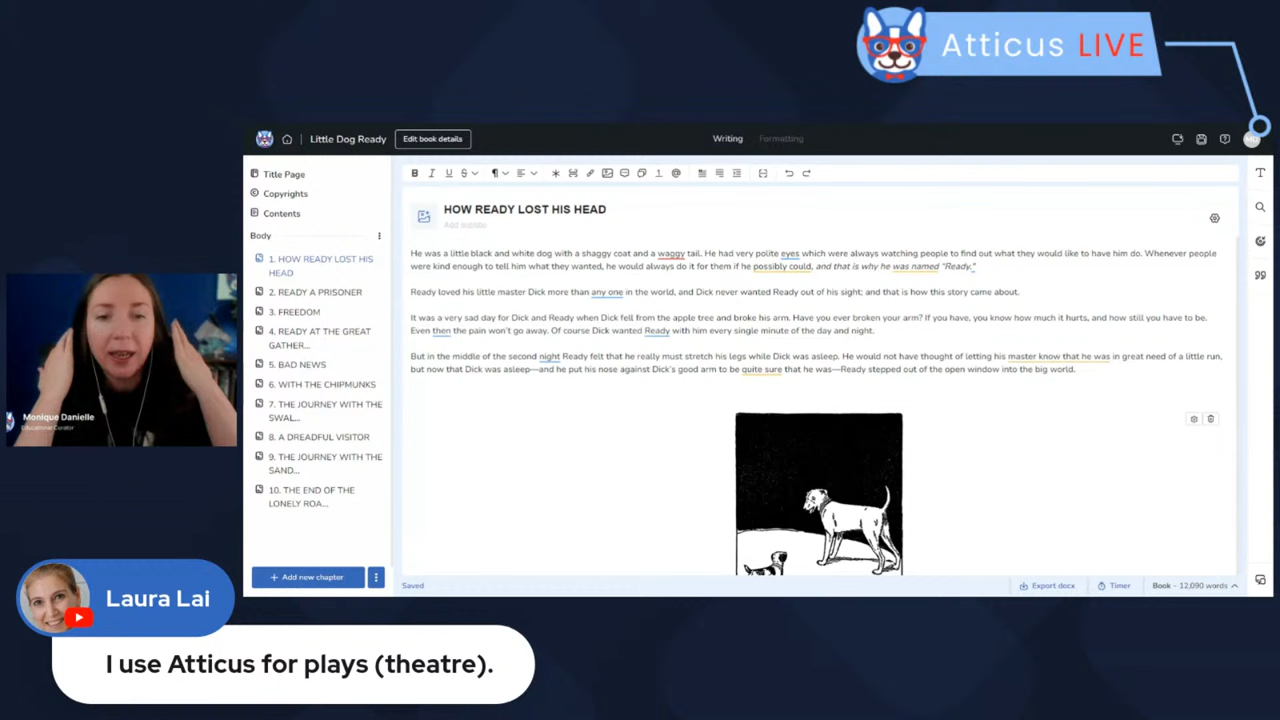 Atticus LIVE
Little Dog Ready
Edit book details
Writing
Formatting
Title Page
Copyrights
Contents
Body
1. HOW READY LOST HIS
HEAD
2. READY A PRISONER
3. FREEDOM
4. READY AT THE GREAT
GATHER...
5. BAD NEWS
6. WITH THE CHIPMUNKS
7. THE JOURNEY WITH THE
SWAL...
8. A DREADFUL VISITOR
9. THE JOURNEY WITH THE
SAND...
10. THE END OF THE
LONELY ROA...
Add new chapter
HOW READY LOST HIS HEAD
Add subtitle
He was a little black and white dog with a shaggy coat and a waggy tail. He had very polite eyes which were always watching people to find out what they would like to have him do. Whenever people
were kind enough to tell him what they wanted, he would always do it for them if he possibly could, and that is why he was named “Ready.”
Ready loved his little master Dick more than any one in the world, and Dick never wanted Ready out of his sight; and that is how this story came about.
It was a very sad day for Dick and Ready when Dick fell from the apple tree and broke his arm. Have you ever broken your arm? If you have, you know how much it hurts, and how still you have to be.
Even then the pain won’t go away. Of course Dick wanted Ready with him every single minute of the day and night.
But in the middle of the second night Ready felt that he really must stretch his legs while Dick was asleep. He would not have thought of letting his master know that he was in great need of a little run,
but now that Dick was asleep—and he put his nose against Dick’s good arm to be quite sure that he was—Ready stepped out of the open window into the big world.
Saved
Export docx
Timer
Book - 12,090 words
Monique Danielle
Educational Curator
Laura Lai
I use Atticus for plays (theatre).